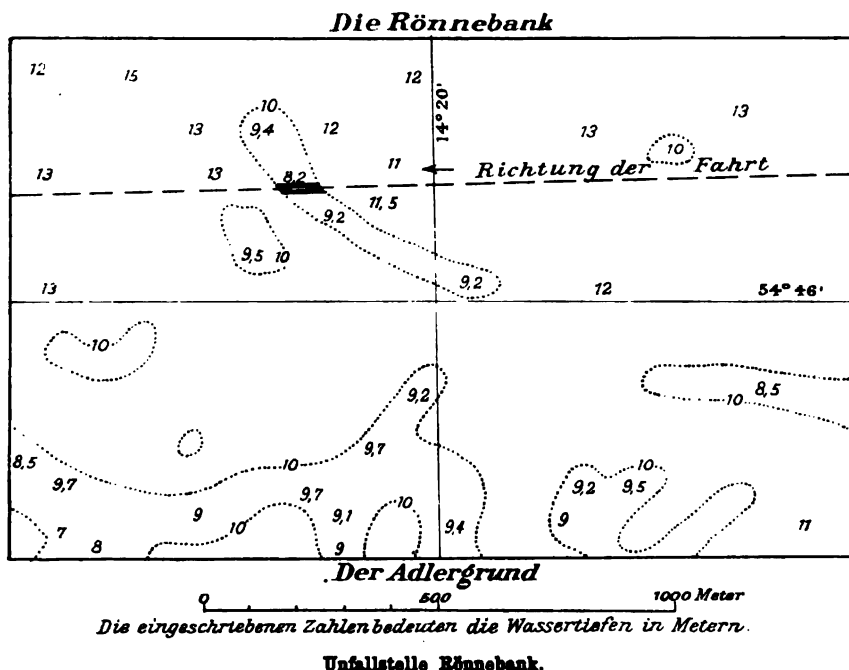 Die Rönnebank
12 15 12 14° 20'
13
10
9,4 13 12 13 10
13 13 8,2 11 Richtung der Fahrt
9,2 11,5
9,5 10
13 9,2 12 54° 46'
10
9,2 8,5
10
9,7
8,5 10 10
9,7 9,7 9,2 9,5
9 10 9,1 10 9,4 9 11
7 8 9
Der Adlergrund
0 500 1000 Meter
Die eingeschriebenen Zahlen bedeuten die Wassertiefen in Metern.
Unfallstelle Rönnebank.